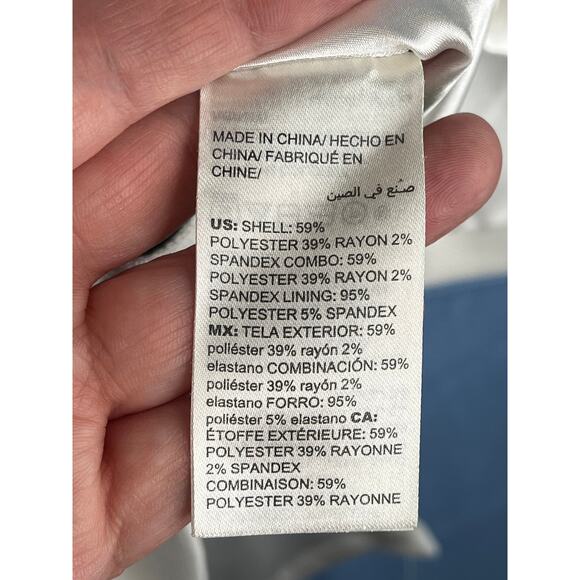 MADE IN CHINA/ HECHO EN
CHINA/ FABRIQUÉ EN
CHINE/
صنع في الصين
US: SHELL: 59%
POLYESTER 39% RAYON 2%
SPANDEX COMBO: 59%
POLYESTER 39% RAYON 2%
SPANDEX LINING: 95%
POLYESTER 5% SPANDEX
MX: TELA EXTERIOR: 59%
poliéster 39% rayón 2%
elastano COMBINACIÓN: 59%
poliéster 39% rayón 2%
elastano FORRO: 95%
poliéster 5% elastano CA:
ÉTOFFE EXTÉRIEURE: 59%
POLYESTER 39% RAYONNE
2% SPANDEX
COMBINAISON: 59%
POLYESTER 39% RAYONNE